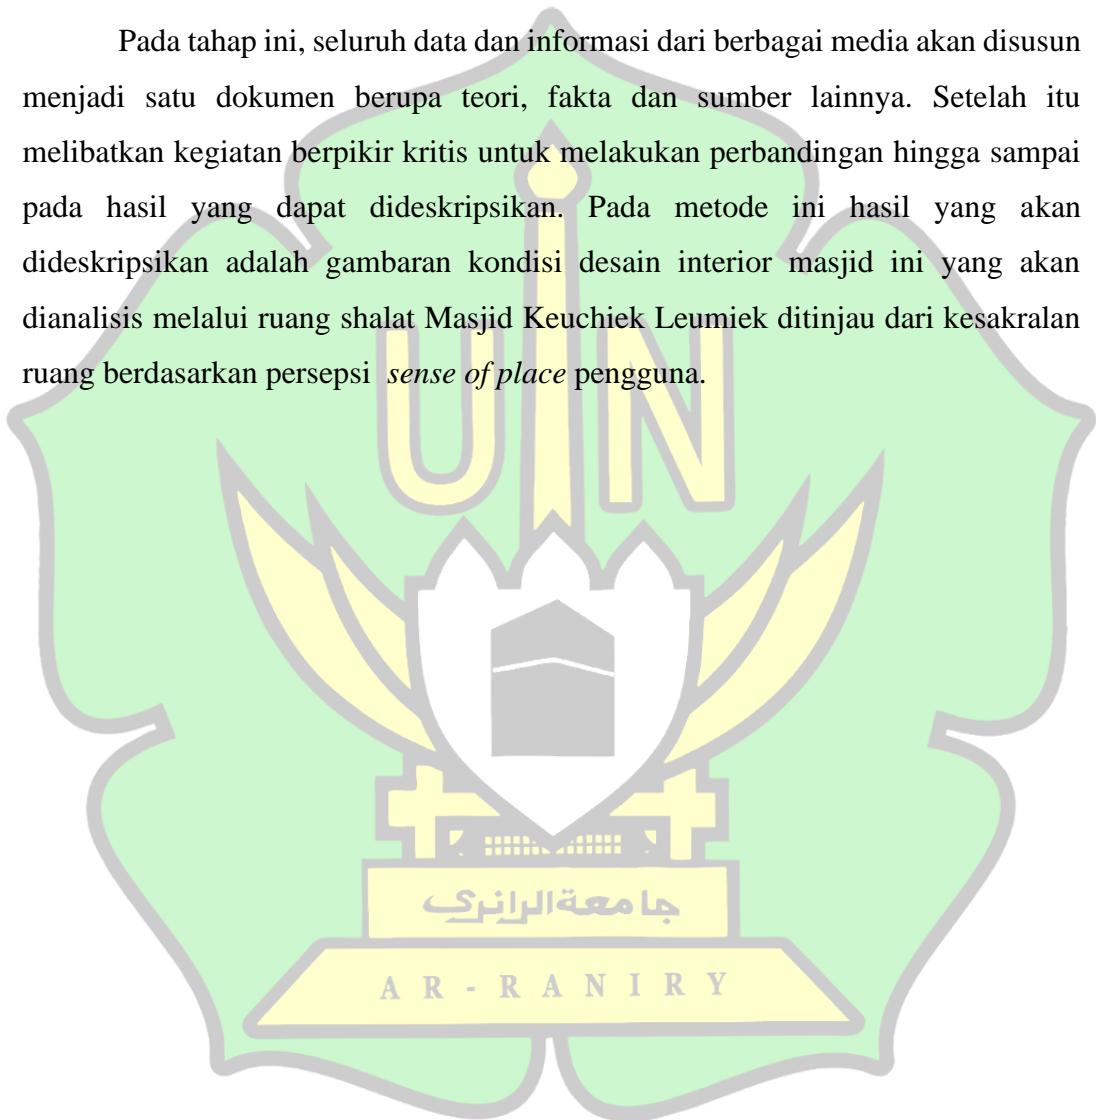 Pada tahap ini, seluruh data dan informasi dari berbagai media akan disusun
menjadi satu dokumen berupa teori, fakta dan sumber lainnya. Setelah itu
melibatkan kegiatan berpikir kritis untuk melakukan perbandingan hingga sampai
pada hasil yang dapat dideskripsikan. Pada metode ini hasil yang akan
dideskripsikan adalah gambaran kondisi desain interior masjid ini yang akan
dianalisis melalui ruang shalat Masjid Keuchiek Leumiek ditinjau dari kesakralan
ruang berdasarkan persepsi sense of place pengguna.
UIN
جامعة الرانري
AR-RANIRY